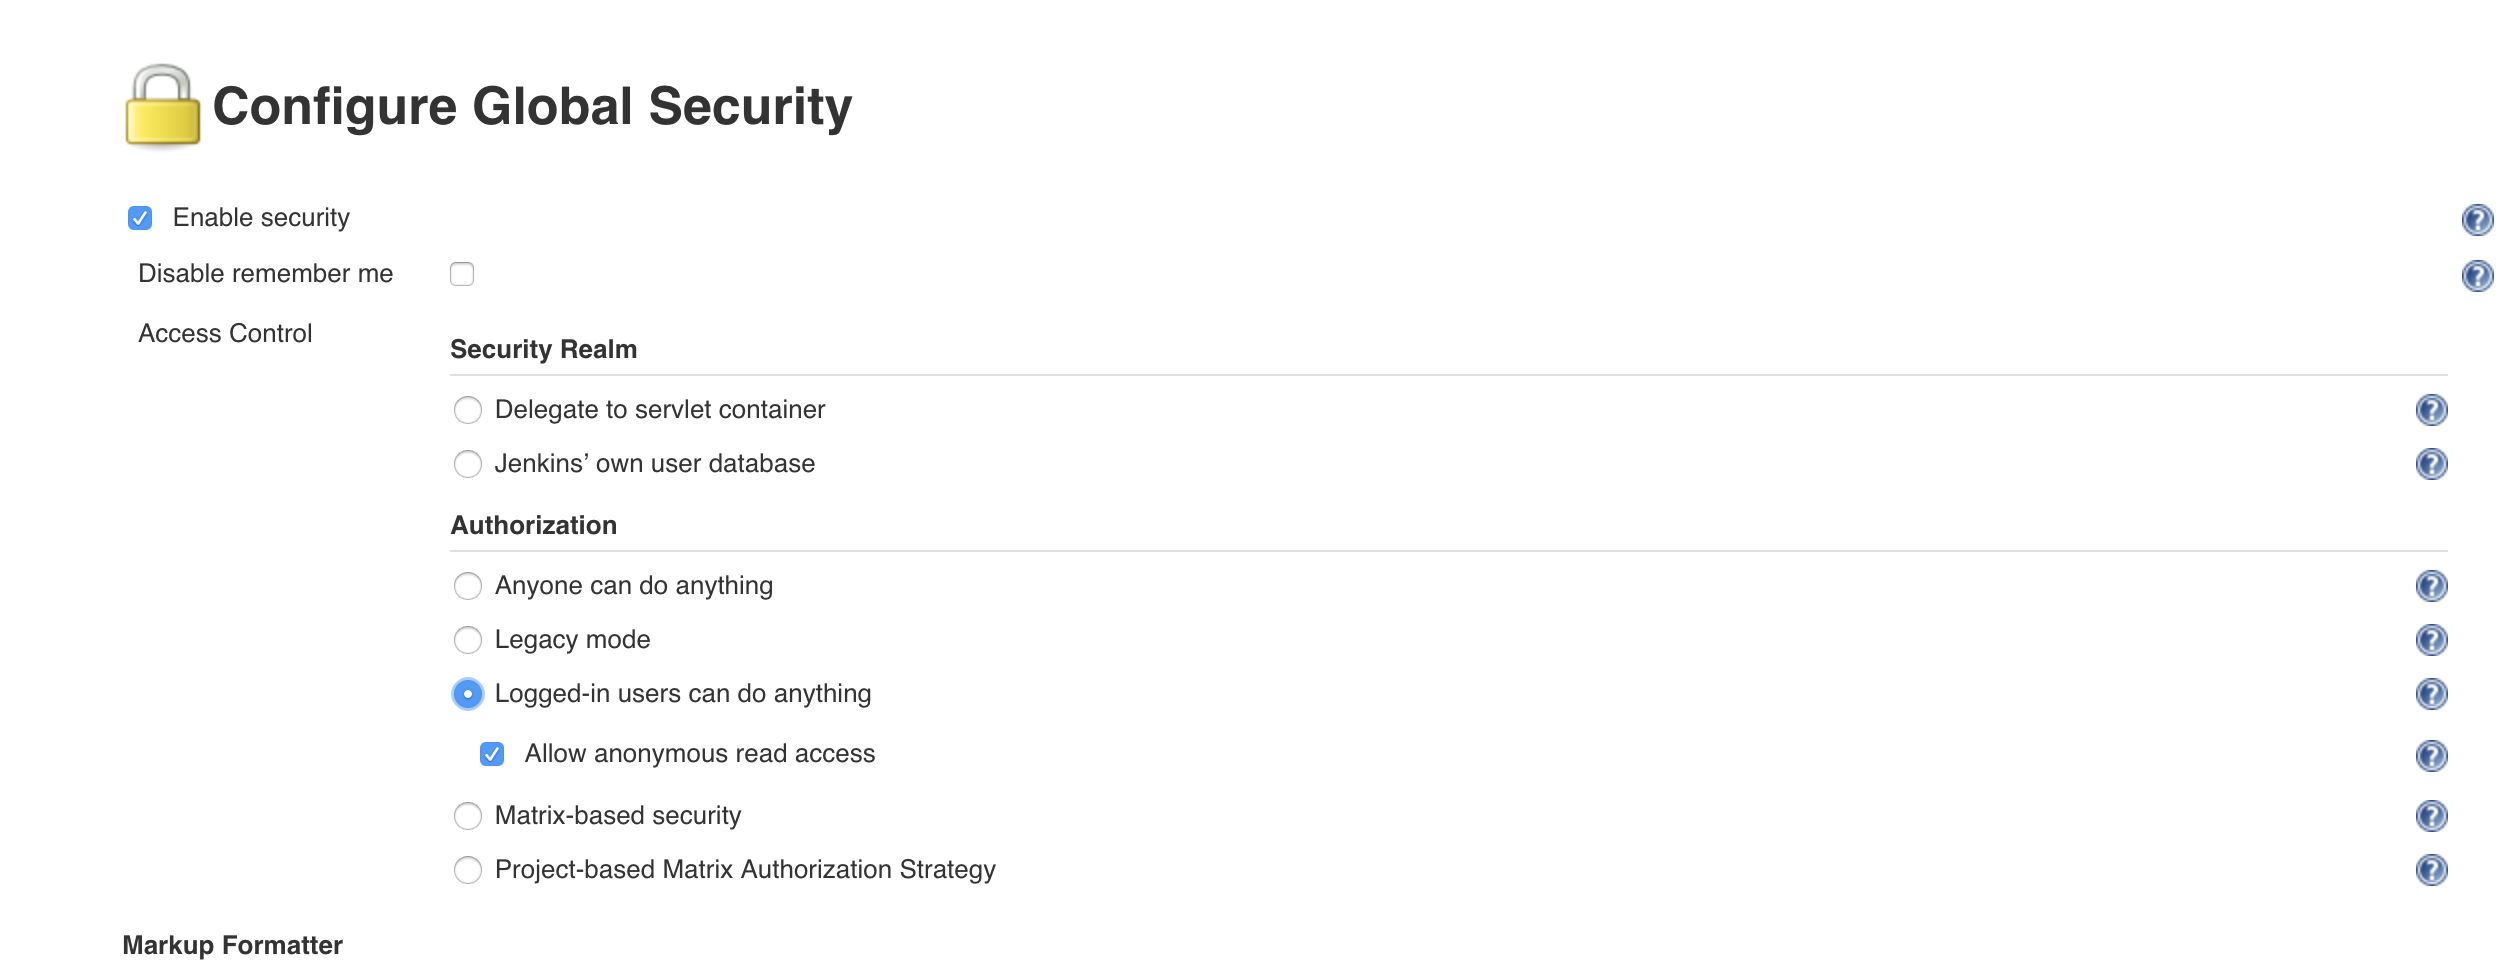 Configure Global Security
Enable security
Disable remember me
Access Control
Security Realm
Delegate to servlet container
Jenkins’ own user database
Authorization
Anyone can do anything
Legacy mode
Logged-in users can do anything
Allow anonymous read access
Matrix-based security
Project-based Matrix Authorization Strategy
Markup Formatter